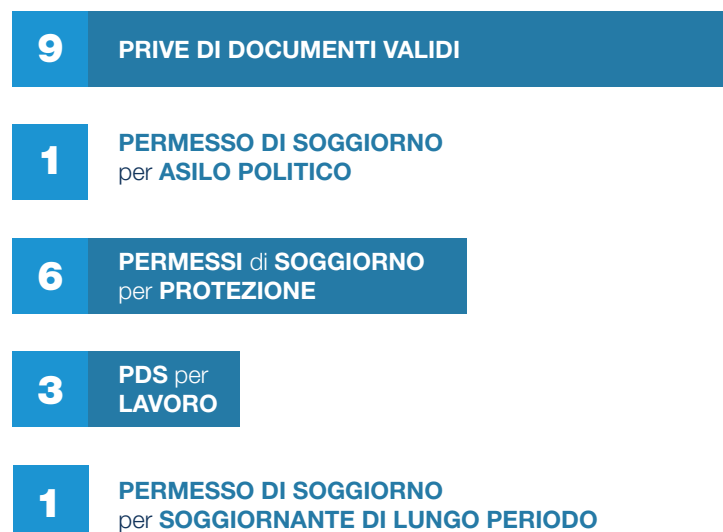 9 PRIVE DI DOCUMENTI VALIDI
1 PERMESSO DI SOGGIORNO
per ASILO POLITICO
6 PERMESSI di SOGGIORNO
per PROTEZIONE
3 PDS per
LAVORO
1 PERMESSO DI SOGGIORNO
per SOGGIORNANTE DI LUNGO PERIODO